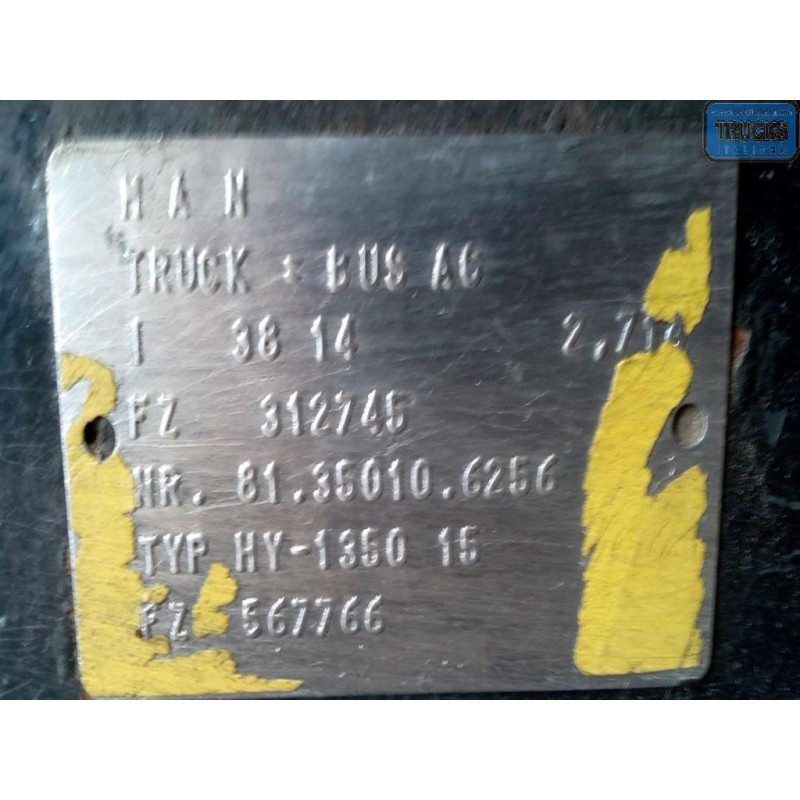 TRUCKS
ITALIANA
M A N
TRUCK : BUS AG
I 38 14 2,714
FZ 312745
NR. 81.35010.6256
TYP HY-1350 15
FZ 567766